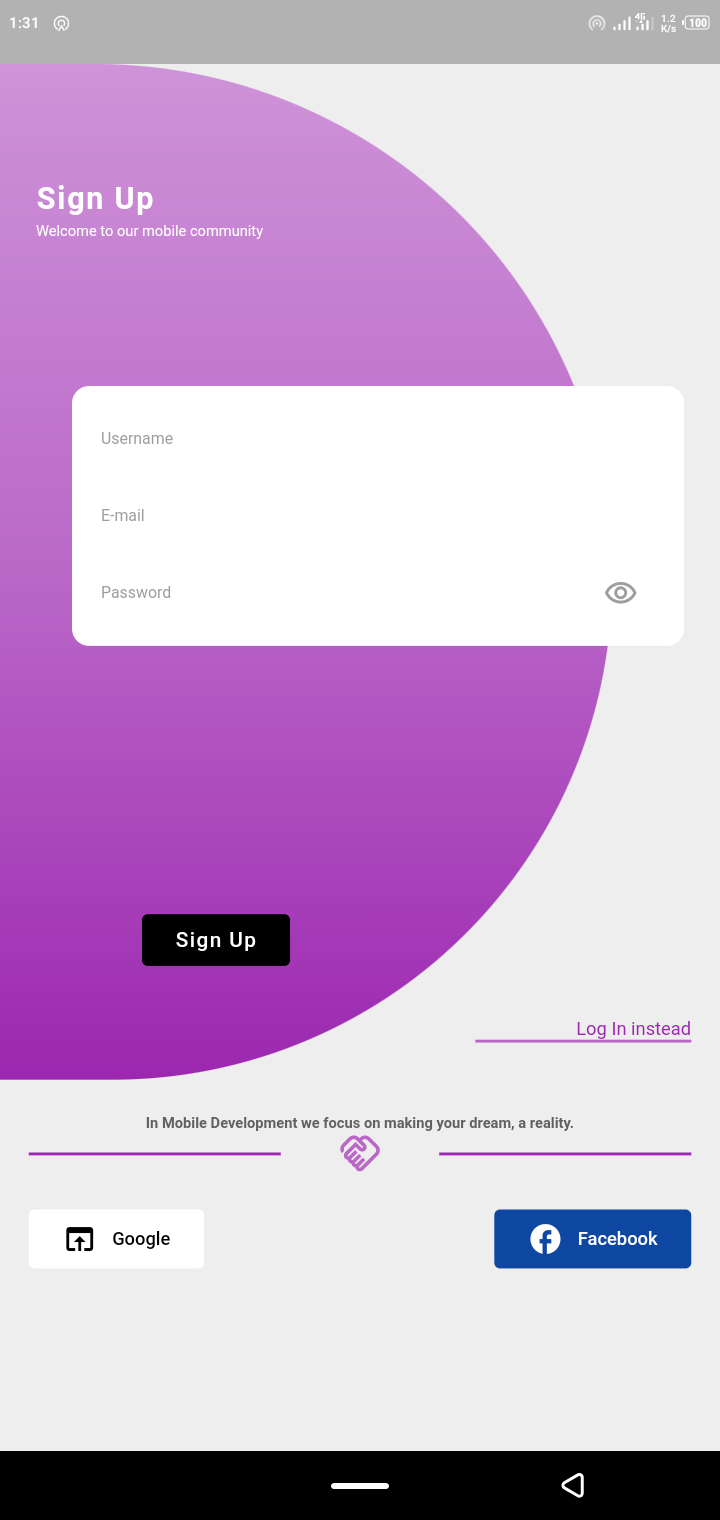 1:31
4G
1.2
K/s
100
Sign Up
Welcome to our mobile community
Username
E-mail
Password
Sign Up
Log In instead
In Mobile Development we focus on making your dream, a reality.
Google
Facebook